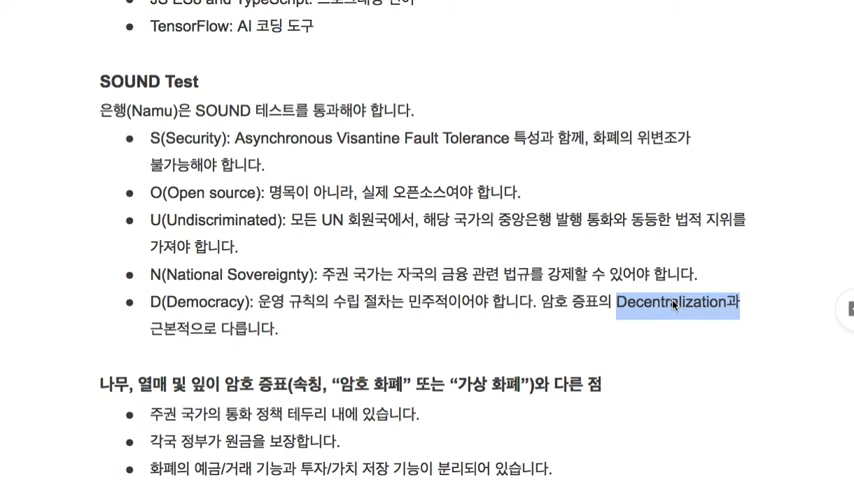 JS ES8 and TypeScript: 프로그래밍 언어
TensorFlow: AI 코딩 도구
SOUND Test
은행(Namu)은 SOUND 테스트를 통과해야 합니다.
S(Security): Asynchronous Visantine Fault Tolerance 특성과 함께, 화폐의 위변조가
불가능해야 합니다.
O(Open source): 명목이 아니라, 실제 오픈소스여야 합니다.
U(Undiscriminated): 모든 UN 회원국에서, 해당 국가의 중앙은행 발행 통화와 동등한 법적 지위를
가져야 합니다.
N(National Sovereignty): 주권 국가는 자국의 금융 관련 법규를 강제할 수 있어야 합니다.
D(Democracy): 운영 규칙의 수립 절차는 민주적이어야 합니다. 암호 증표의 Decentralization과
근본적으로 다릅니다.
나무, 열매 및 잎이 암호 증표(속칭, “암호 화폐” 또는 “가상 화폐”)와 다른 점
주권 국가의 통화 정책 테두리 내에 있습니다.
각국 정부가 원금을 보장합니다.
화폐의 예금/거래 기능과 투자/가치 저장 기능이 분리되어 있습니다.